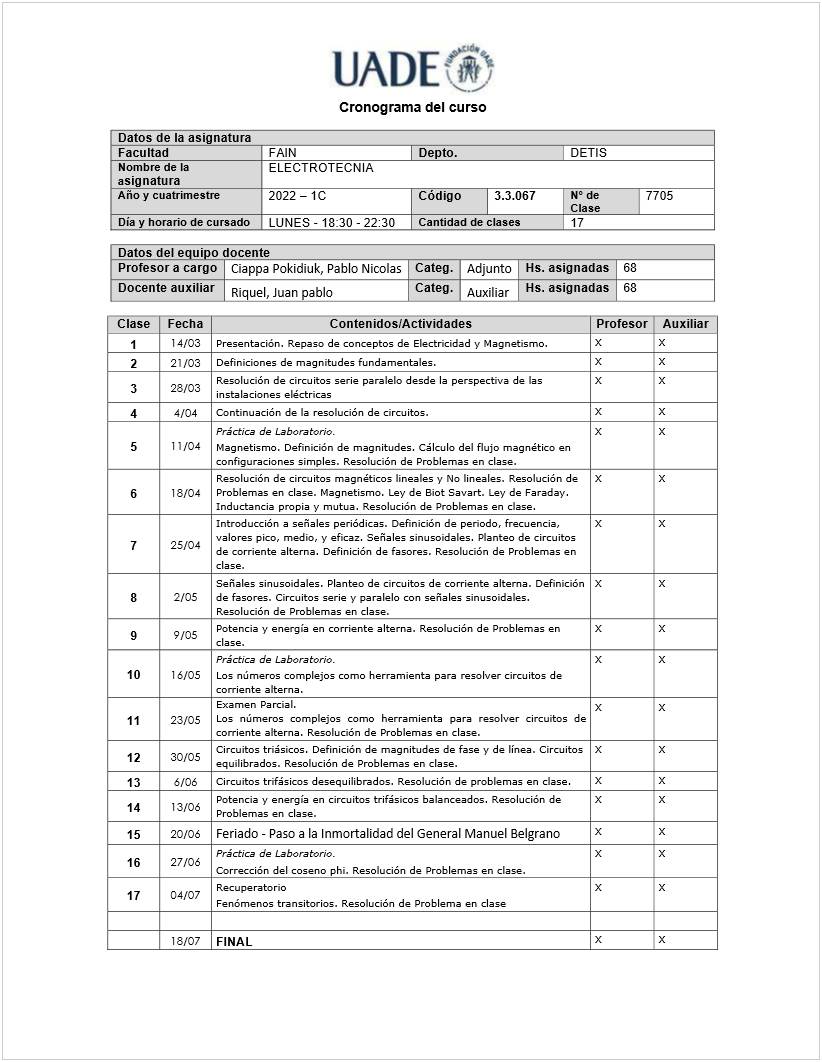 UADE FUNDACIÓN UADE
Cronograma del curso
Datos de la asignatura
Facultad FAIN Depto. DETIS
Nombre de la
asignatura ELECTROTECNIA
Año y cuatrimestre 2022 – 1C Código 3.3.067 Nº de
Clase 7705
Día y horario de cursado LUNES - 18:30 - 22:30 Cantidad de clases 17
Datos del equipo docente
Profesor a cargo Ciappa Pokidiuk, Pablo Nicolas Categ. Adjunto Hs. asignadas 68
Docente auxiliar Riquel, Juan pablo Categ. Auxiliar Hs. asignadas 68
Clase Fecha Contenidos/Actividades Profesor Auxiliar
1 14/03 Presentación. Repaso de conceptos de Electricidad y Magnetismo. X X
2 21/03 Definiciones de magnitudes fundamentales. X X
3 28/03 Resolución de circuitos serie paralelo desde la perspectiva de las X X
instalaciones eléctricas
4 4/04 Continuación de la resolución de circuitos. X X
5 11/04 Práctica de Laboratorio. X X
Magnetismo. Definición de magnitudes. Cálculo del flujo magnético en
configuraciones simples. Resolución de Problemas en clase.
6 18/04 Resolución de circuitos magnéticos lineales y No lineales. Resolución de X X
Problemas en clase. Magnetismo. Ley de Biot Savart. Ley de Faraday.
Inductancia propia y mutua. Resolución de Problemas en clase.
7 25/04 Introducción a señales periódicas. Definición de periodo, frecuencia, X X
valores pico, medio, y eficaz. Señales sinusoidales. Planteo de circuitos
de corriente alterna. Definición de fasores. Resolución de Problemas en
clase.
8 2/05 Señales sinusoidales. Planteo de circuitos de corriente alterna. Definición X X
de fasores. Circuitos serie y paralelo con señales sinusoidales.
Resolución de Problemas en clase.
9 9/05 Potencia y energía en corriente alterna. Resolución de Problemas en X X
clase.
10 16/05 Práctica de Laboratorio. X X
Los números complejos como herramienta para resolver circuitos de
corriente alterna.
11 23/05 Examen Parcial. X X
Los números complejos como herramienta para resolver circuitos de
corriente alterna. Resolución de Problemas en clase.
12 30/05 Circuitos triásicos. Definición de magnitudes de fase y de línea. Circuitos X X
equilibrados. Resolución de Problemas en clase.
13 6/06 Circuitos trifásicos desequilibrados. Resolución de problemas en clase. X X
14 13/06 Potencia y energía en circuitos trifásicos balanceados. Resolución de X X
Problemas en clase.
15 20/06 Feriado - Paso a la Inmortalidad del General Manuel Belgrano X X
16 27/06 Práctica de Laboratorio. X X
Corrección del coseno phi. Resolución de Problemas en clase.
17 04/07 Recuperatorio X X
Fenómenos transitorios. Resolución de Problema en clase
18/07 FINAL X X